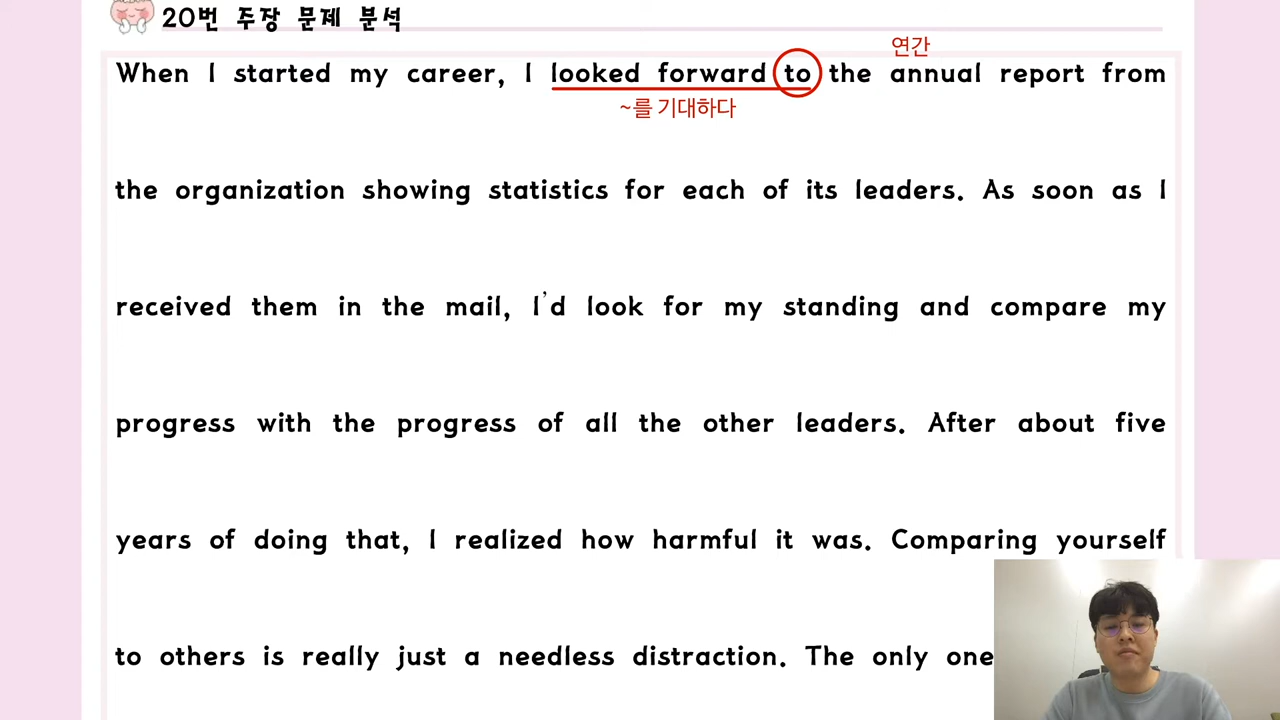 20번 주장 문제 분석
연간
When I started my career, I looked forward to the annual report from
~를 기대하다
the organization showing statistics for each of its leaders. As soon as I
received them in the mail, I'd look for my standing and compare my
progress with the progress of all the other leaders. After about five
years of doing that, I realized how harmful it was. Comparing yourself
to others is really just a needless distraction. The only one